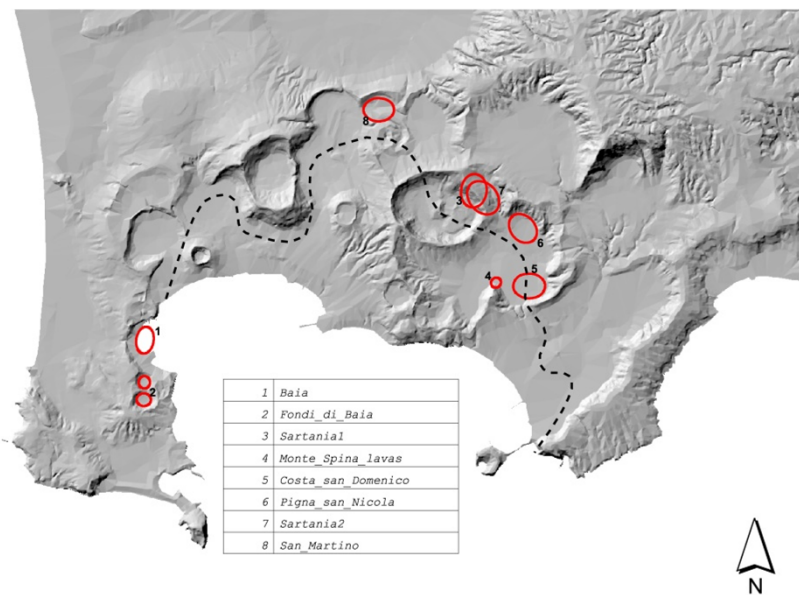 8
3
7
6
4
5
1
2
1 Baia
2 Fondi_di_Baia
3 Sartania1
4 Monte_Spina_lavas
5 Costa_san_Domenico
6 Pigna_san_Nicola
7 Sartania2
8 San_Martino
N